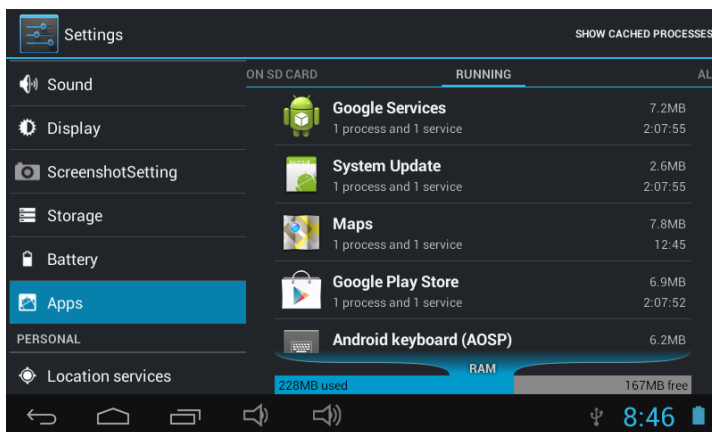 Settings
SHOW CACHED PROCESSES
Sound
Display
ScreenshotSetting
Storage
Battery
Apps
PERSONAL
Location services
ON SD CARD
RUNNING
AL
Google Services
7.2MB
1 process and 1 service
2:07:55
System Update
2.6MB
1 process and 1 service
2:07:55
Maps
7.8MB
1 process and 1 service
12:45
Google Play Store
6.9MB
1 process and 1 service
2:07:52
Android keyboard (AOSP)
6.2MB
RAM
228MB used
167MB free
8:46